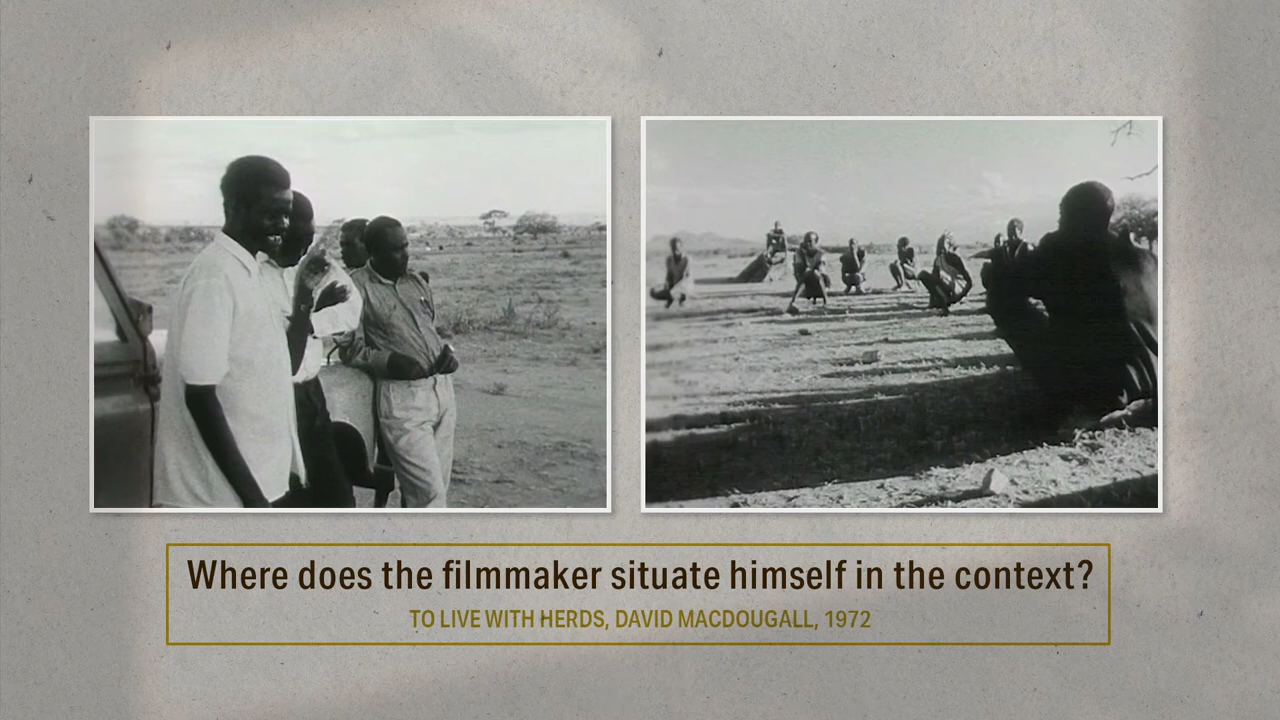 Where does the filmmaker situate himself in the context?
TO LIVE WITH HERDS, DAVID MACDOUGALL, 1972